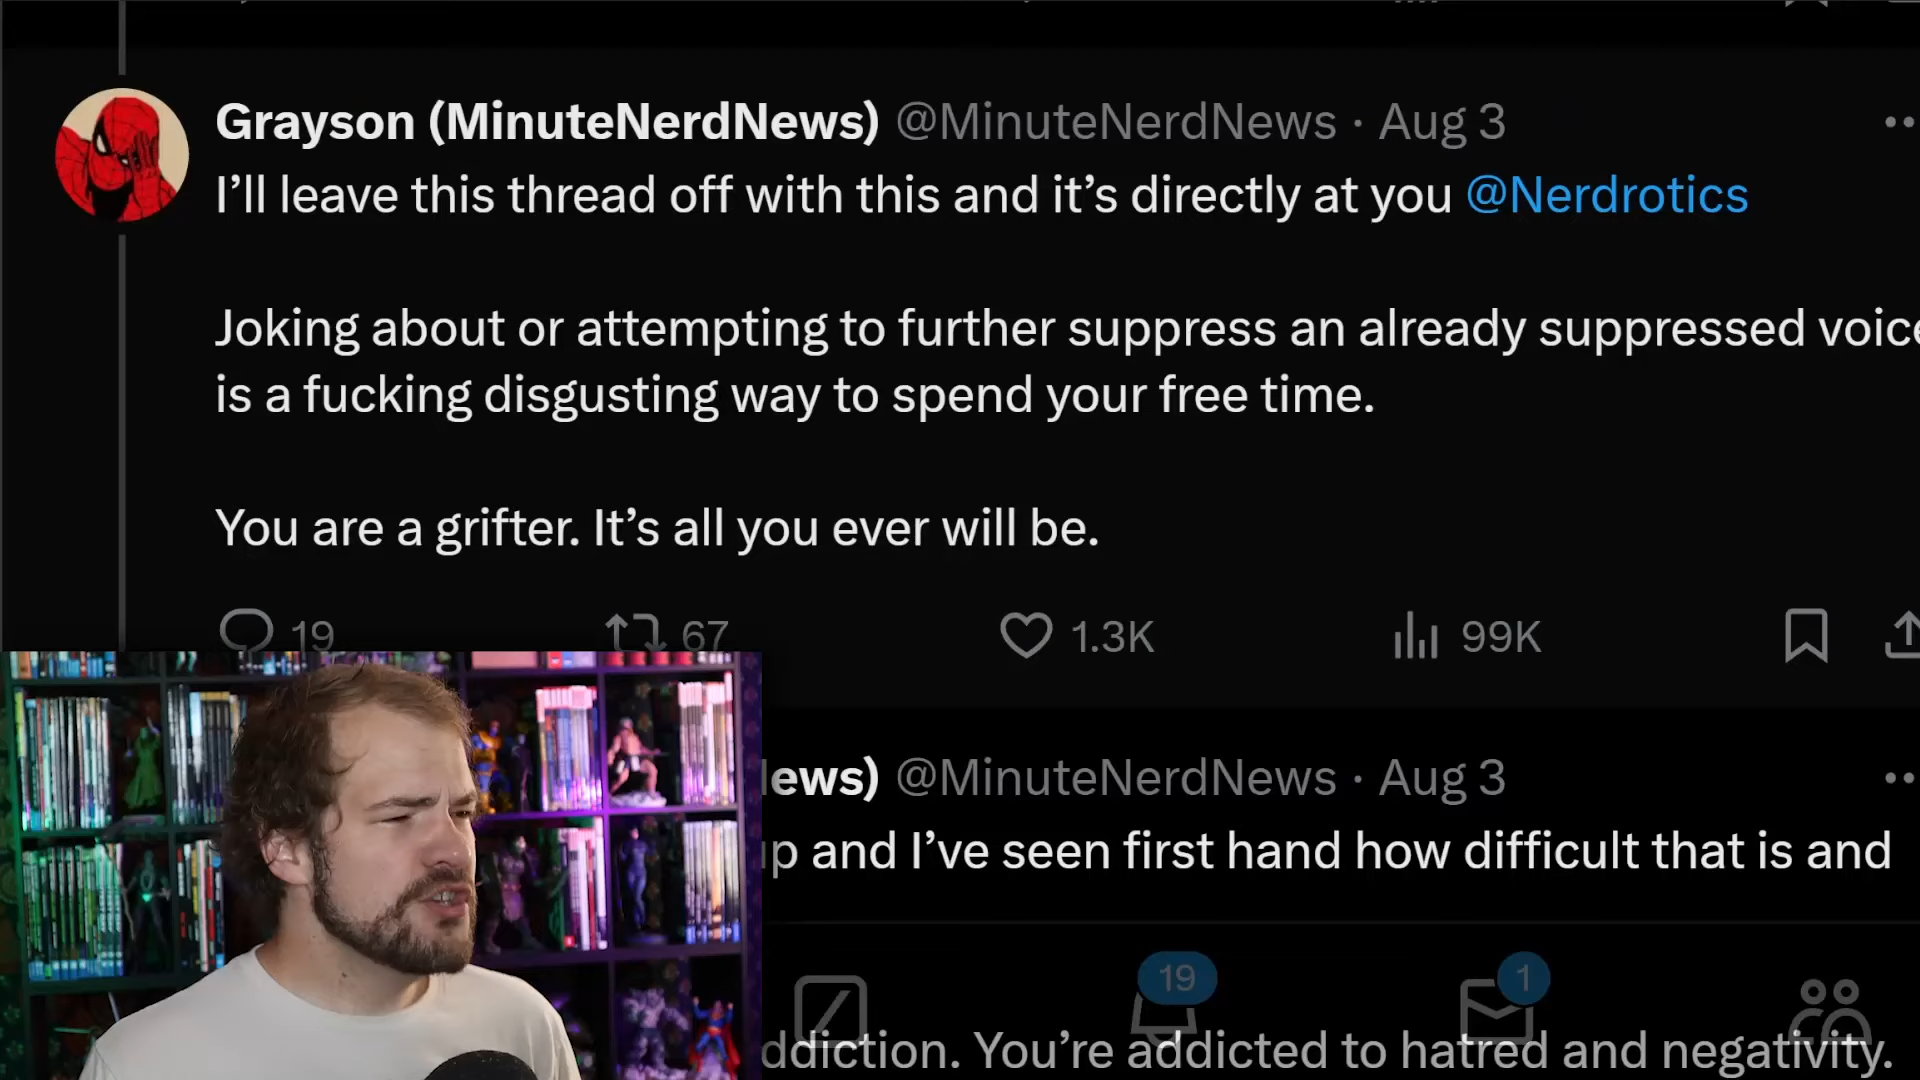 Grayson (MinuteNerdNews) @MinuteNerdNews · Aug 3
I’ll leave this thread off with this and it’s directly at you @Nerdrotics
Joking about or attempting to further suppress an already suppressed voice
is a fucking disgusting way to spend your free time.
You are a grifter. It’s all you ever will be.
19 67 1.3K 99K
ews) @MinuteNerdNews · Aug 3
up and I’ve seen first hand how difficult that is and
19 1
ddiction. You’re addicted to hatred and negativity.